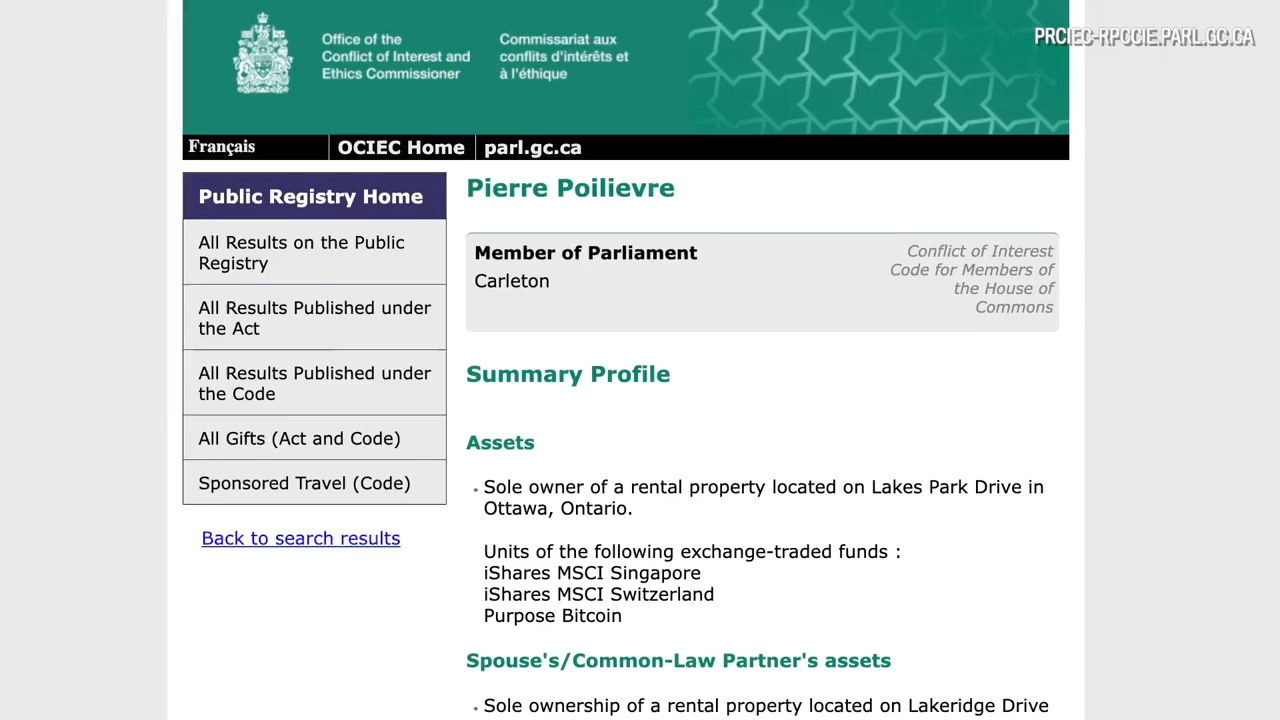 PRCIEC-RPCCIE.PARL.GC.CA
Office of the
Conflict of Interest and
Ethics Commissioner
Commissariat aux
conflits d'intérêts et
à l'éthique
Français
OCIEC Home
parl.gc.ca
Public Registry Home
All Results on the Public
Registry
All Results Published under
the Act
All Results Published under
the Code
All Gifts (Act and Code)
Sponsored Travel (Code)
Back to search results
Pierre Poilievre
Member of Parliament
Carleton
Conflict of Interest
Code for Members of
the House of
Commons
Summary Profile
Assets
Sole owner of a rental property located on Lakes Park Drive in
Ottawa, Ontario.
Units of the following exchange-traded funds :
iShares MSCI Singapore
iShares MSCI Switzerland
Purpose Bitcoin
Spouse's/Common-Law Partner's assets
Sole ownership of a rental property located on Lakeridge Drive